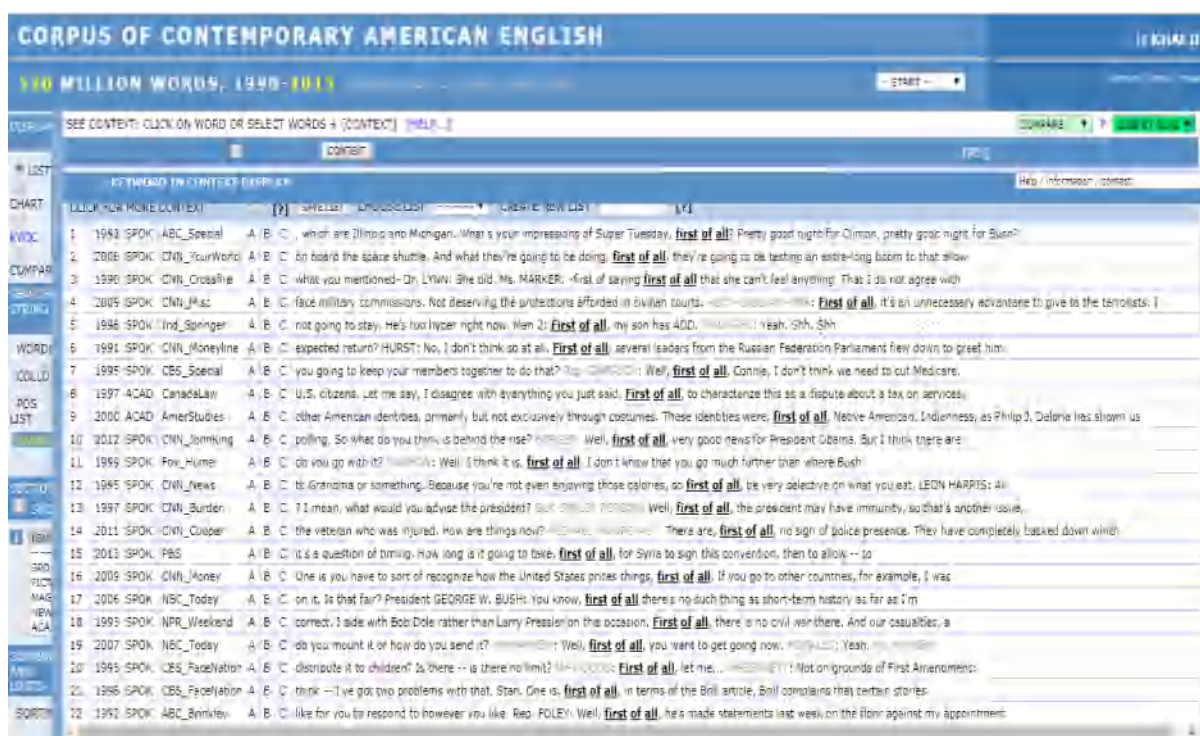 CORPUS OF CONTEMPORARY AMERICAN ENGLISH
520 MILLION WORDS, 1990-2015
- START --
SEE CONTEXT: CLICK ON WORD OR SELECT WORDS + [CONTEXT] [HELP...]
COMPARE
CONTEXT
KEYWORD IN CONTEXT DISPLAY
Help / information / contact
CLICK FOR MORE CONTEXT [?] SAVE LIST CHOOSE LIST CREATE NEW LIST [?]
LIST
CHART
KWIC
COMPAR
WORD
COLLO
POS
LIST
1 1992 SPOK ABC_Special A B C , which are Illinois and Michigan. What's your impressions of Super Tuesday, first of all? Pretty good night for Clinton, pretty good night for Bush?
2 2006 SPOK CNN_YourWorld A B C on board the space shuttle. And what they're going to be doing, first of all, they're going to be testing an extra-long boom to that allow
3 1990 SPOK CNN_Crossfire A B C what you mentioned- Dr. LYNN: She did. Ms. MARKER: -first of saying first of all that she can't feel anything. That I do not agree with
4 2009 SPOK CNN_Misc A B C face military commissions. Not deserving the protections afforded in civilian courts. First of all, it's an unnecessary advantage to give to the terrorists. I
5 1998 SPOK Ind_Springer A B C not going to stay. He's too hyper right now. Man 2: First of all, my son has ADD. : Yeah. Shh. Shh
6 1991 SPOK CNN_Moneyline A B C expected return? HURST: No, I don't think so at all. First of all, several leaders from the Russian Federation Parliament flew down to greet him
7 1995 SPOK CBS_Special A B C you going to keep your members together to do that? : Well, first of all, Connie, I don't think we need to cut Medicare.
8 1997 ACAD CanadaLaw A B C U.S. citizens. Let me say, I disagree with everything you just said. First of all, to characterize this as a dispute about a tax on services,
9 2000 ACAD AmerStudies A B C other American identities, primarily but not exclusively through costumes. These identities were, first of all, Native American. Indianness, as Philip J. Deloria has shown us
10 2012 SPOK CNN_JohnKing A B C polling. So what do you think is behind the rise? Well, first of all, very good news for President Obama. But I think there are
11 1999 SPOK Fox_Hume A B C do you go with it? : Well. I think it is, first of all. I don't know that you go much further than where Bush
12 1995 SPOK CNN_News A B C to Grandma or something. Because you're not even enjoying those calories, so first of all, be very selective on what you eat. LEON HARRIS: All
13 1997 SPOK CNN_Burden A B C ? I mean, what would you advise the president? Well, first of all, the president may have immunity, so that's another issue,
14 2011 SPOK CNN_Cooper A B C the veteran who was injured. How are things now? There are, first of all, no sign of police presence. They have completely backed down which
15 2013 SPOK PBS A B C it's a question of timing. How long is it going to take, first of all, for Syria to sign this convention, then to allow -- to
16 2009 SPOK CNN_Money A B C One is you have to sort of recognize how the United States prices things, first of all. If you go to other countries, for example, I was
17 2006 SPOK NBC_Today A B C on it. Is that fair? President GEORGE W. BUSH: You know, first of all there's no such thing as short-term history as far as I'm
18 1993 SPOK NPR_Weekend A B C correct. I side with Bob Dole rather than Larry Pressler on this occasion. First of all, there is no civil war there. And our casualties, a
19 2007 SPOK NBC_Today A B C do you mount it or how do you send it? : Well, first of all, you want to get going now. : Yeah.
20 1995 SPOK CBS_FaceNation A B C distribute it to children? Is there -- is there no limit? First of all, let me... : Not on grounds of First Amendment:
21 1996 SPOK CBS_FaceNation A B C think -- I've got two problems with that, Stan. One is, first of all, in terms of the Brill article, Brill complains that certain stories
22 1992 SPOK ABC_Brinkley A B C like for you to respond to however you like. Rep. FOLEY: Well, first of all, he's made statements last week on the floor against my appointment